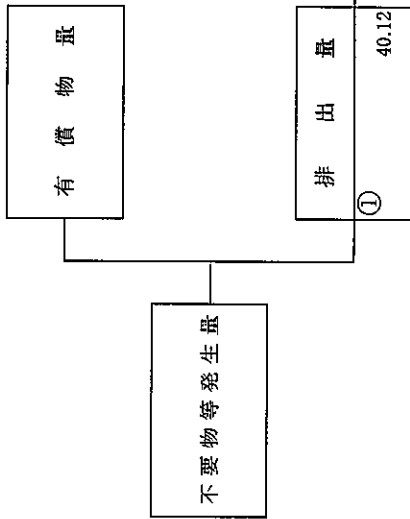 有償物量
不要物等発生量
排出量
①
40.12